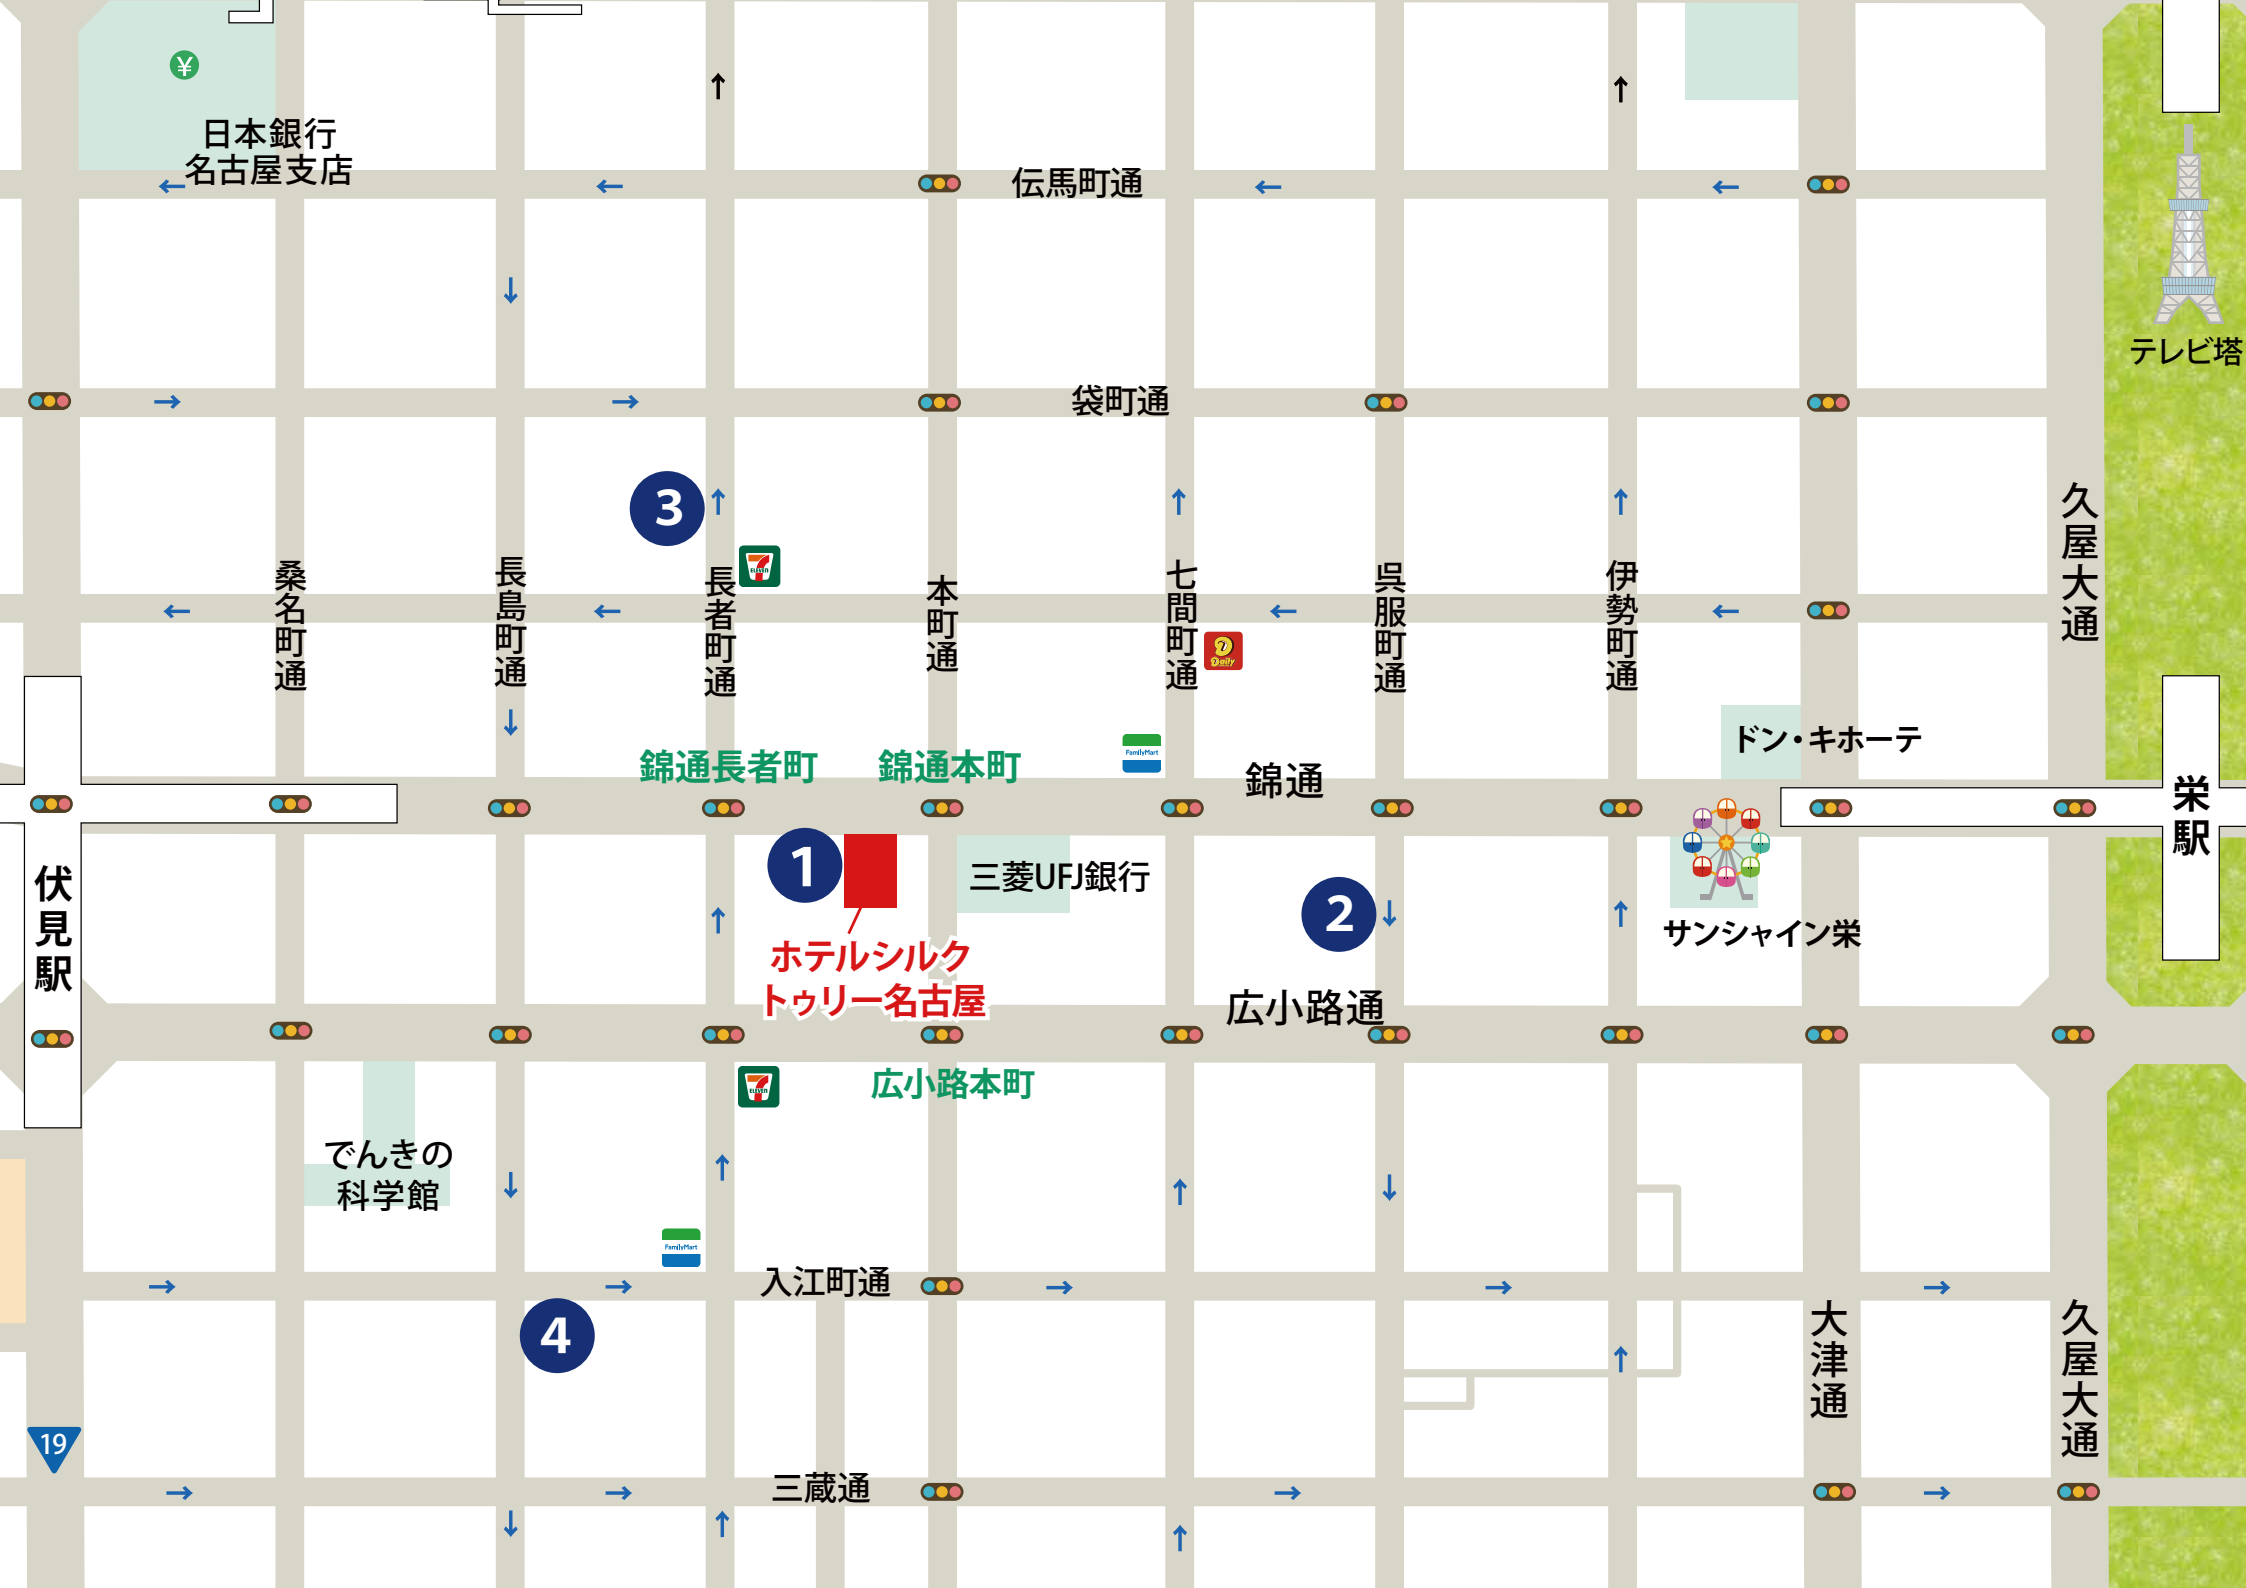 ¥
日本銀行
名古屋支店
伝馬町通
テレビ塔
袋町通
3
7
ELEVEN
桑名町通
長島町通
長者町通
本町通
七間町通
呉服町通
伊勢町通
久屋大通
Daily
ドン・キホーテ
錦通長者町
錦通本町
FamilyMart
錦通
栄駅
伏見駅
1
三菱UFJ銀行
2
サンシャイン栄
ホテルシルク
トゥリー名古屋
広小路通
7
ELEVEN
広小路本町
でんきの
科学館
FamilyMart
入江町通
4
大津通
久屋大通
19
三蔵通